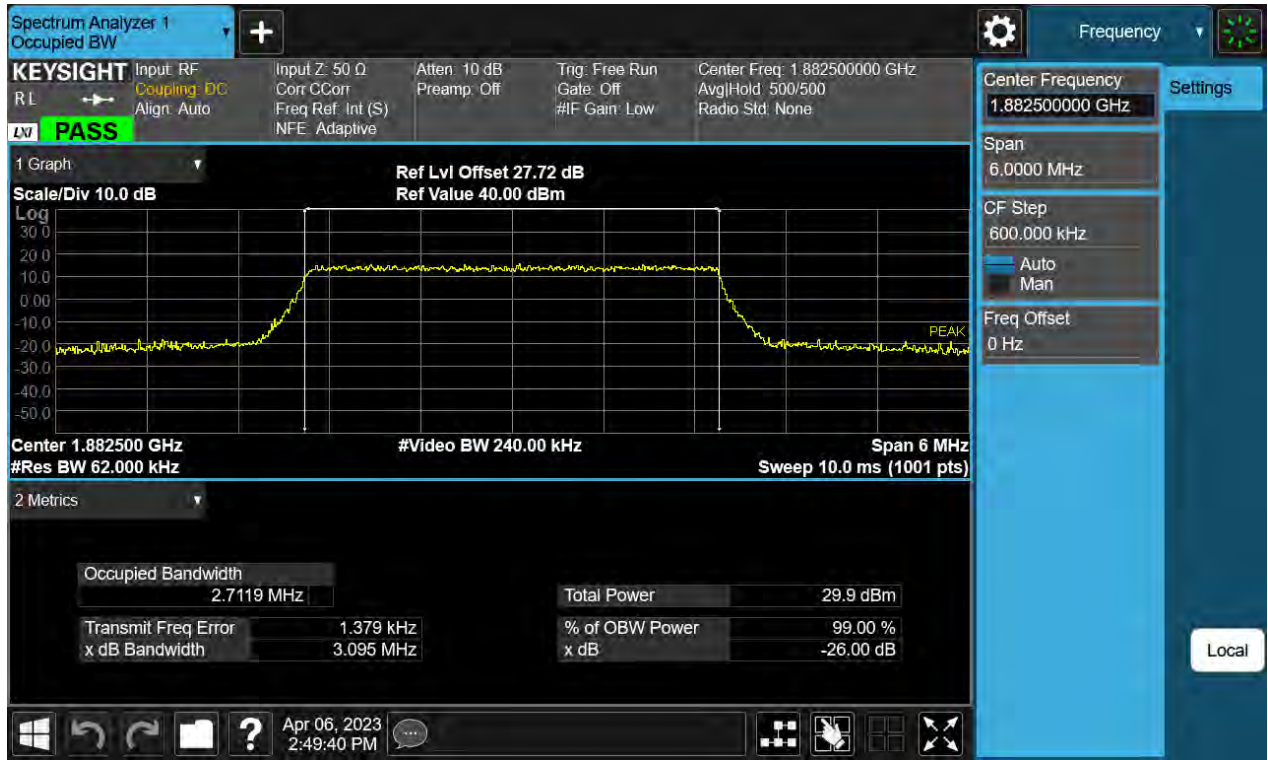 Spectrum Analyzer 1
Occupied BW
+
Frequency
KEYSIGHT
RL
LXI
PASS
Input: RF
Coupling: DC
Align: Auto
Input Z: 50 Ω
Corr CCorr
Freq Ref: Int (S)
NFE: Adaptive
Atten: 10 dB
Preamp: Off
Trig: Free Run
Gate: Off
#IF Gain: Low
Center Freq: 1.882500000 GHz
Avg|Hold: 500/500
Radio Std: None
1 Graph
Scale/Div 10.0 dB
Ref Lvl Offset 27.72 dB
Ref Value 40.00 dBm
Log
30.0
20.0
10.0
0.00
-10.0
-20.0
-30.0
-40.0
-50.0
PEAK
Center 1.882500 GHz
#Res BW 62.000 kHz
#Video BW 240.00 kHz
Span 6 MHz
Sweep 10.0 ms (1001 pts)
2 Metrics
Occupied Bandwidth
2.7119 MHz
Transmit Freq Error 1.379 kHz
x dB Bandwidth 3.095 MHz
Total Power 29.9 dBm
% of OBW Power 99.00 %
x dB -26.00 dB
Center Frequency
1.882500000 GHz
Span
6.0000 MHz
CF Step
600.000 kHz
Auto
Man
Freq Offset
0 Hz
Settings
Local
?
Apr 06, 2023
2:49:40 PM